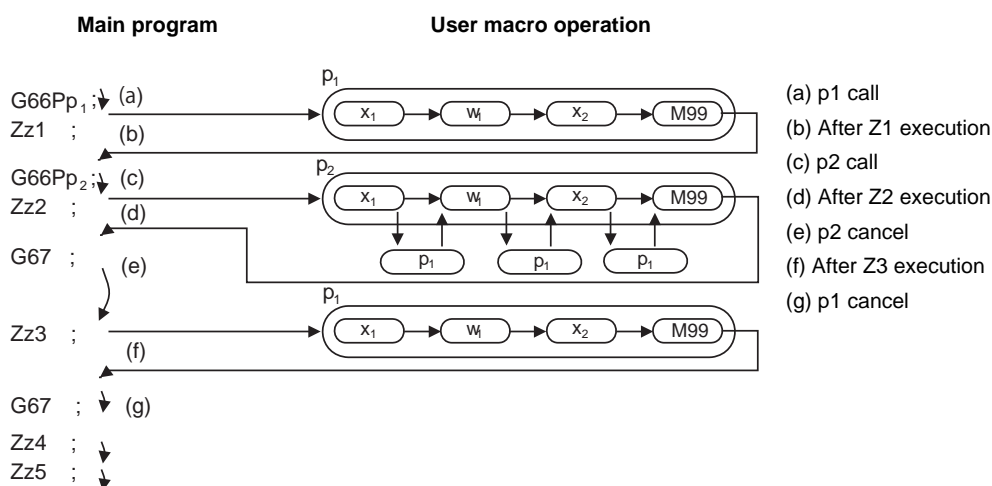 Main program
User macro operation
p1
G66Pp1 ; (a)
x1 w1 x2 M99
Zz1 ;
(b)
(a) p1 call
(b) After Z1 execution
(c) p2 call
(d) After Z2 execution
(e) p2 cancel
(f) After Z3 execution
(g) p1 cancel
p2
G66Pp2 ; (c)
x1 w1 x2 M99
Zz2 ;
(d)
p1 p1 p1
G67 ;
(e)
p1
Zz3 ;
x1 w1 x2 M99
(f)
G67 ; (g)
Zz4 ;
Zz5 ;